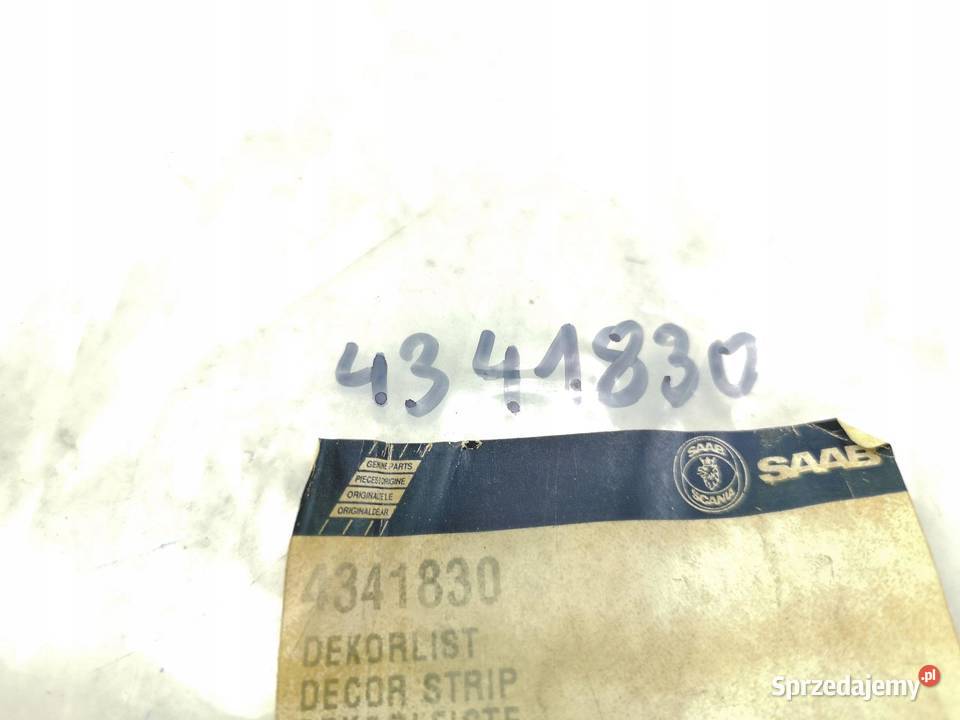 4341830
GENUINE PARTS
PIECES ORIGINE
ORIGINALTEILE
ORIGINALDELAR
SAAB
SCANIA
SAAB
4341830
DEKORLIST
DECOR STRIP
Sprzedajemy.pl